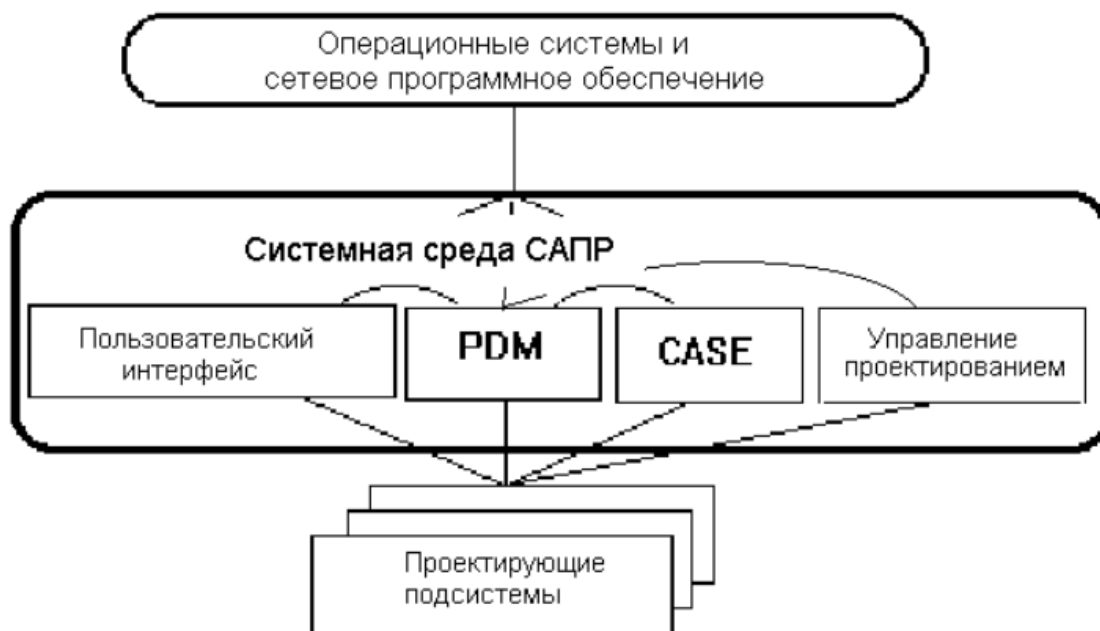 Операционные системы и
сетевое программное обеспечение
Системная среда САПР
Пользовательский
интерфейс
PDM
CASE
Управление
проектированием
Проектирующие
подсистемы